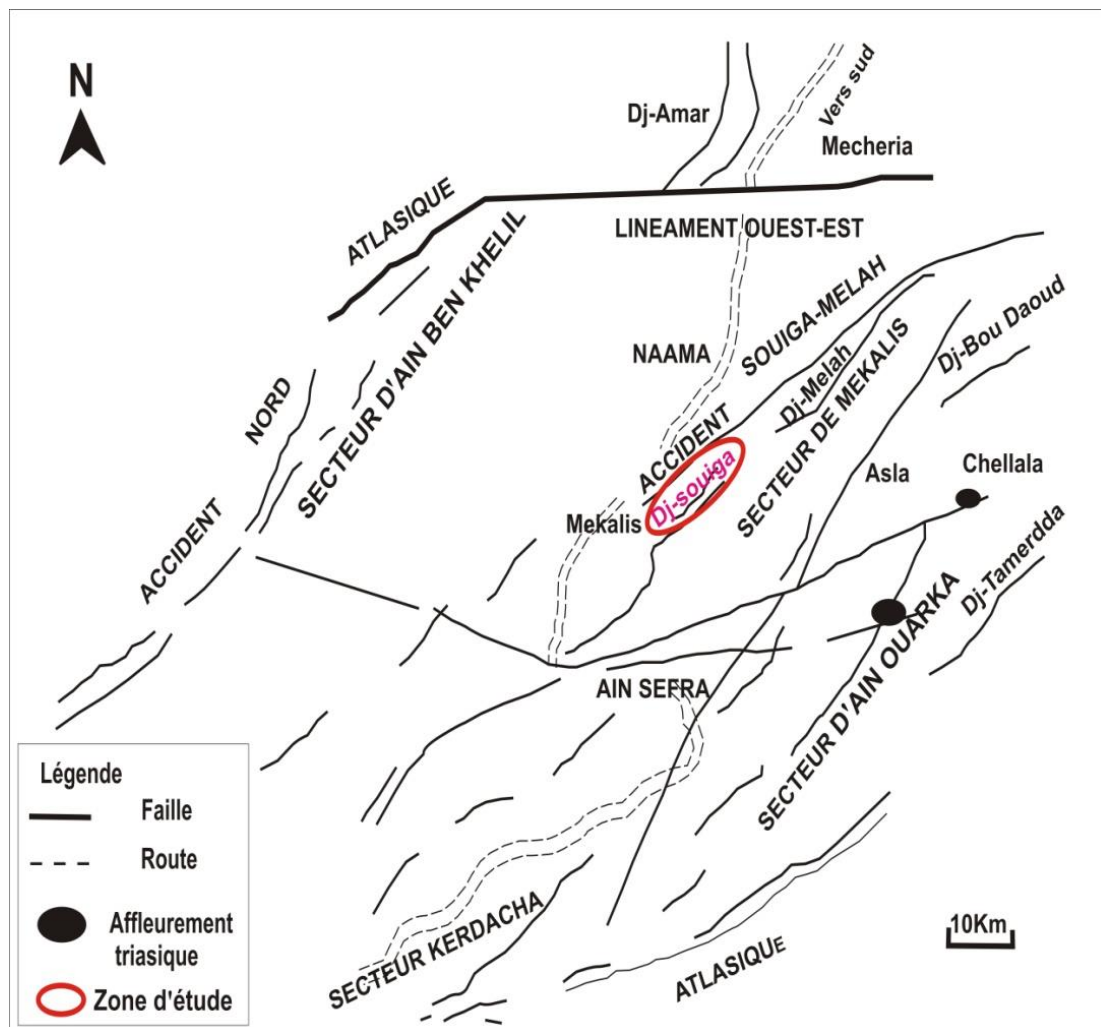 N
Dj-Amar
Vers sud
Mecheria
ATLASIQUE
LINEAMENT OUEST-EST
SECTEUR D'AIN BEN KHELIL
SOUIGA-MELAH
NAAMA
Dj-Melah
Dj-Bou Daoud
NORD
ACCIDENT
SECTEUR DE MEKALIS
Dj-souiga
Asla
Chellala
Mekalis
ACCIDENT
Dj-Tamerdda
AIN SEFRA
SECTEUR D'AIN OUARKA
SECTEUR KERDACHA
ATLASIQUE
10Km
Légende
Faille
Route
Affleurement
triasique
Zone d'étude